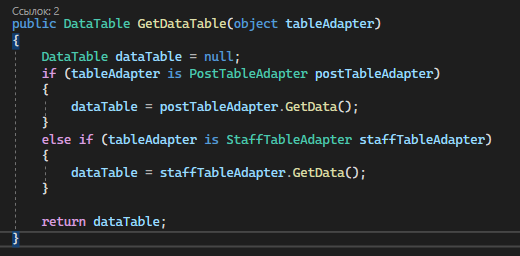 Ссылок: 2
public DataTable GetDataTable(object tableAdapter)
{
DataTable dataTable = null;
if (tableAdapter is PostTableAdapter postTableAdapter)
{
dataTable = postTableAdapter.GetData();
}
else if (tableAdapter is StaffTableAdapter staffTableAdapter)
{
dataTable = staffTableAdapter.GetData();
}
return dataTable;
}